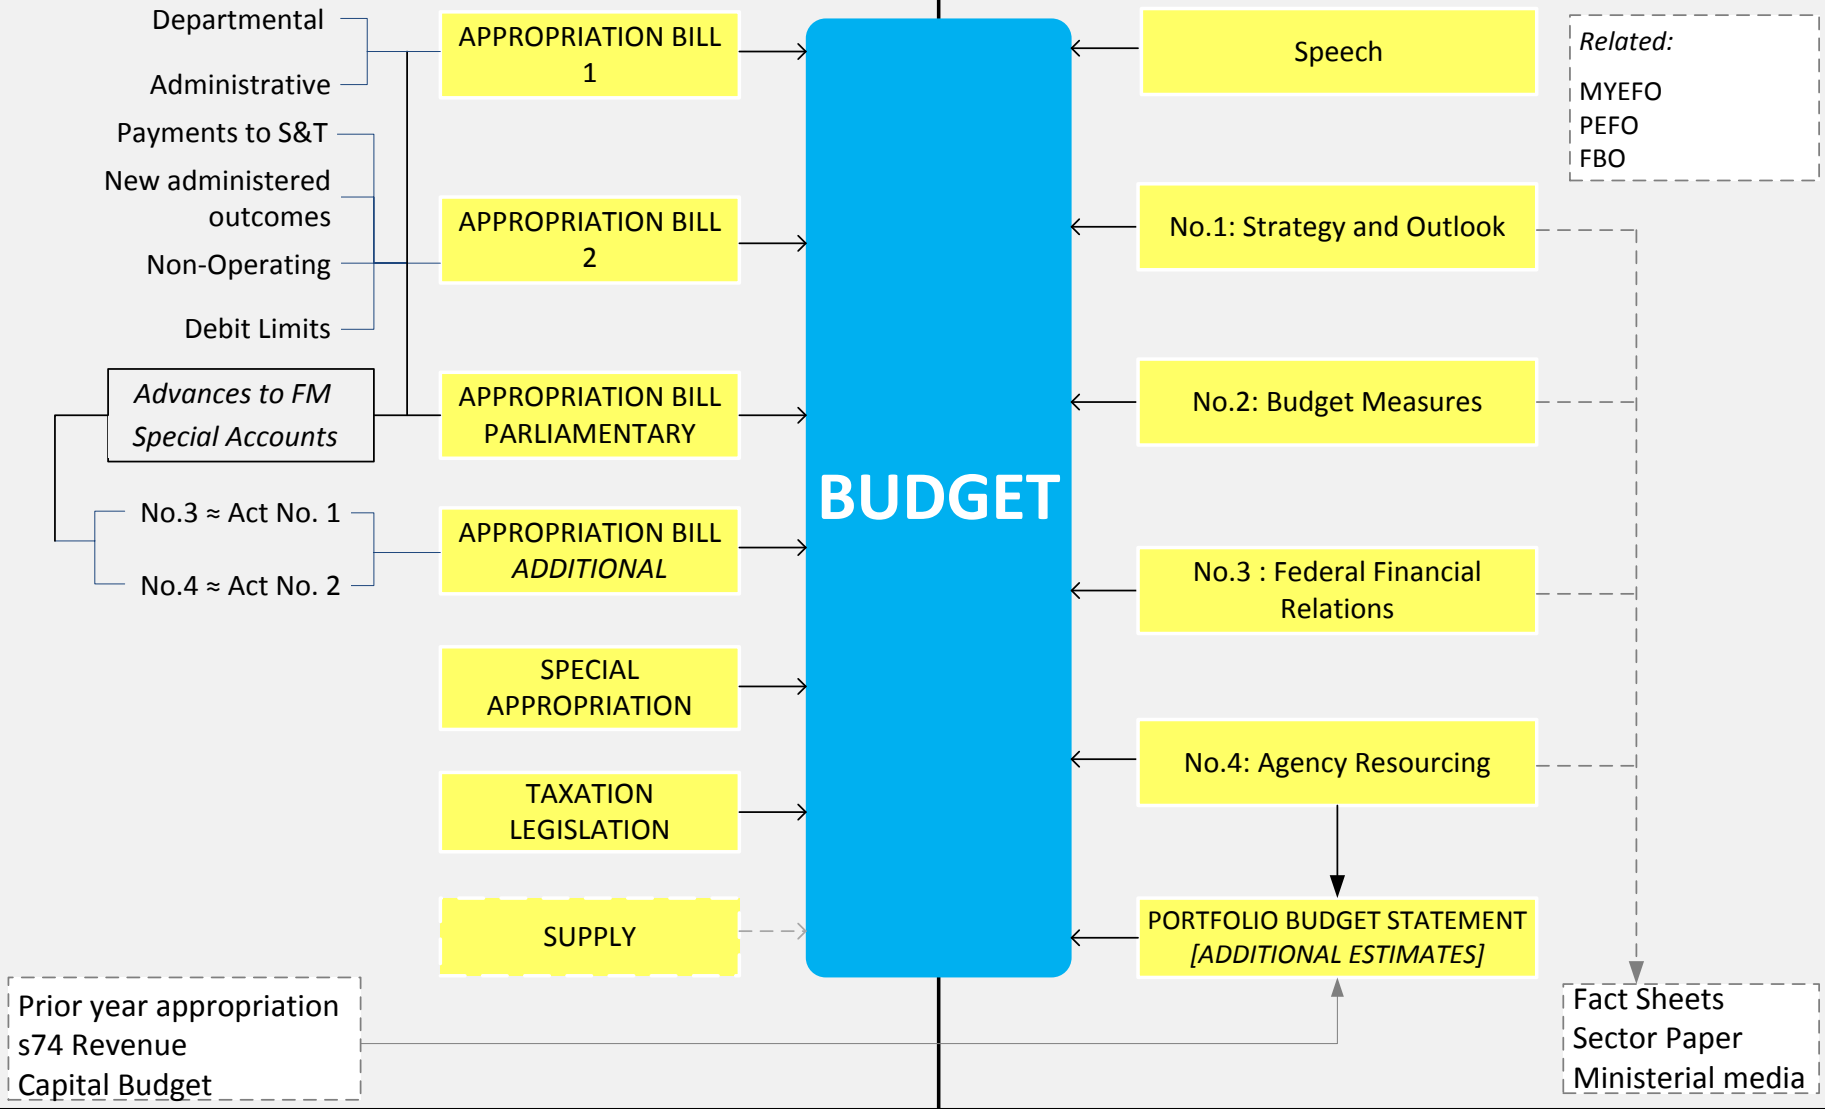 Departmental
Administrative
Payments to S&T
New administered
outcomes
Non-Operating
Debit Limits
Advances to FM
Special Accounts
No.3 ≈ Act No. 1
No.4 ≈ Act No. 2
APPROPRIATION BILL
1
APPROPRIATION BILL
2
APPROPRIATION BILL
PARLIAMENTARY
APPROPRIATION BILL
ADDITIONAL
SPECIAL
APPROPRIATION
TAXATION
LEGISLATION
SUPPLY
Prior year appropriation
s74 Revenue
Capital Budget
BUDGET
Speech
No.1: Strategy and Outlook
No.2: Budget Measures
No.3 : Federal Financial
Relations
No.4: Agency Resourcing
PORTFOLIO BUDGET STATEMENT
[ADDITIONAL ESTIMATES]
Related:
MYEFO
PEFO
FBO
Fact Sheets
Sector Paper
Ministerial media